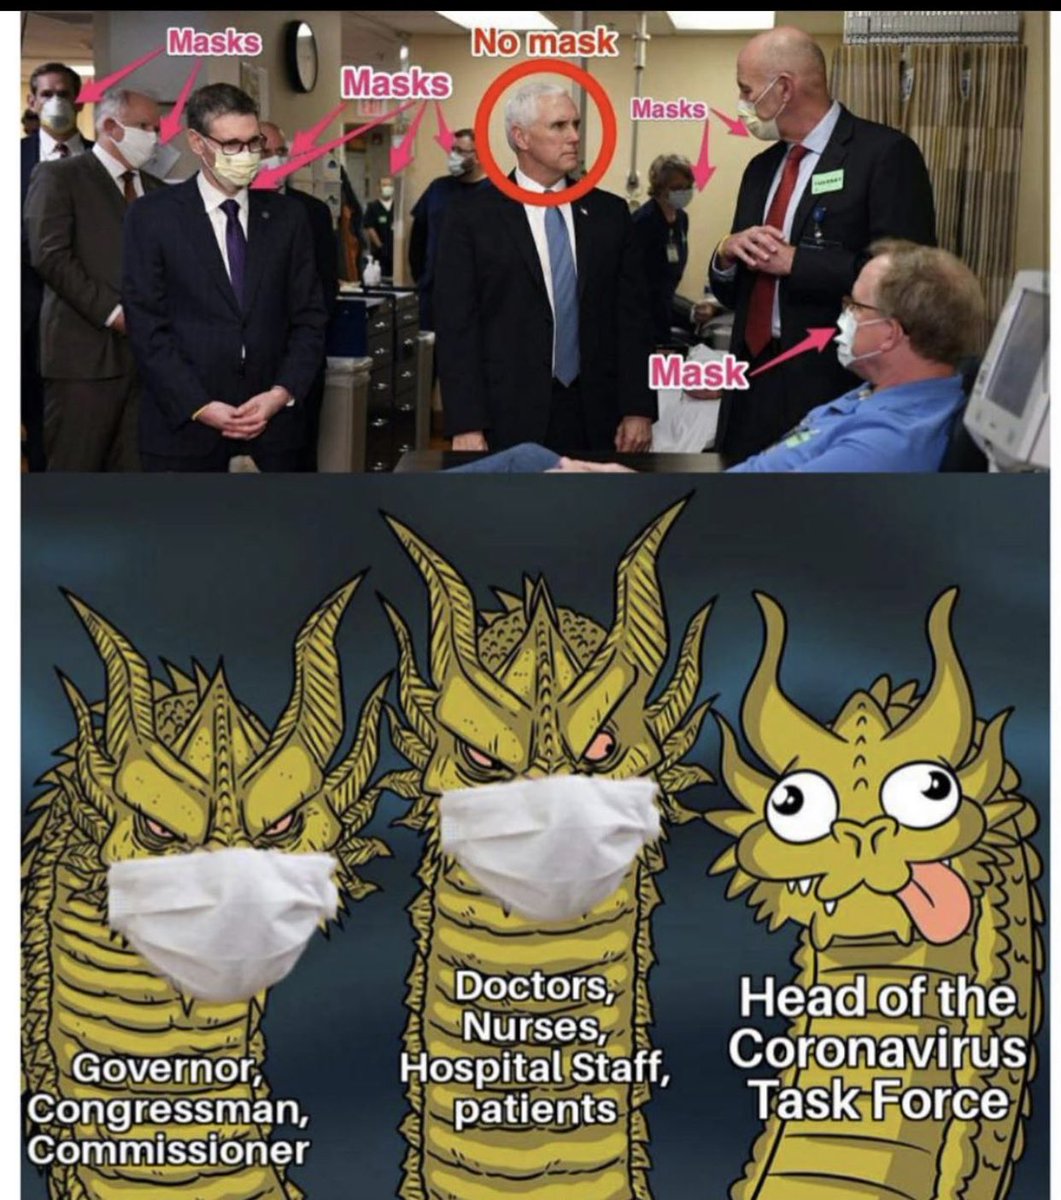 Masks
No mask
Masks
Masks
Mask
Governor,
Congressman,
Commissioner
Doctors,
Nurses,
Hospital Staff,
patients
Head of the
Coronavirus
Task Force